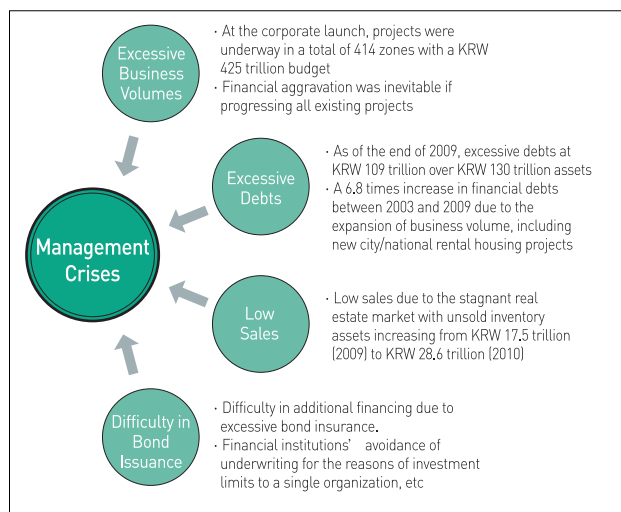 Excessive
Business
Volumes
· At the corporate launch, projects were
underway in a total of 414 zones with a KRW
425 trillion budget
· Financial aggravation was inevitable if
progressing all existing projects
Excessive
Debts
· As of the end of 2009, excessive debts at
KRW 109 trillion over KRW 130 trillion assets
· A 6.8 times increase in financial debts
between 2003 and 2009 due to the
expansion of business volume, including
new city/national rental housing projects
Management
Crises
Low
Sales
· Low sales due to the stagnant real
estate market with unsold inventory
assets increasing from KRW 17.5 trillion
(2009) to KRW 28.6 trillion (2010)
Difficulty in
Bond
Issuance
· Difficulty in additional financing due to
excessive bond insurance.
· Financial institutions’ avoidance of
underwriting for the reasons of investment
limits to a single organization, etc